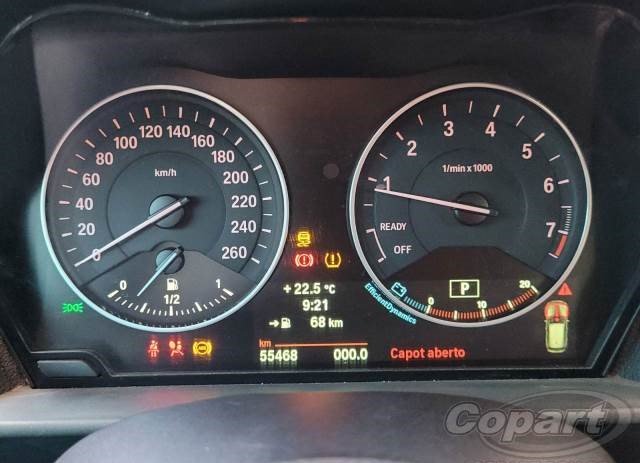 0 20 40 60 80 100 120 140 160 180 200 220 240 260
km/h
0 1/2 1
1 2 3 4 5 6 7 7
1/min x 1000
READY
OFF
P
0 10 20
EfficientDynamics
+ 22.5 °C
9:21
68 km
km
55468 000.0
Capot aberto
ABS
Copart